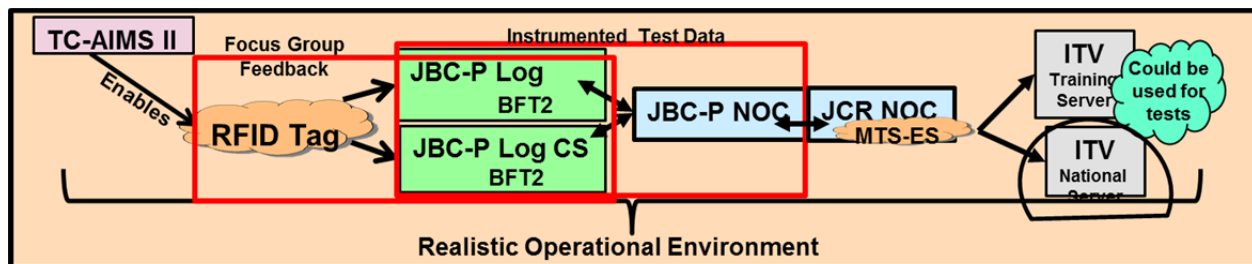 TC-AIMS II
Enables
Focus Group
Feedback
RFID Tag
Instrumented Test Data
JBC-P Log
BFT2
JBC-P Log CS
BFT2
JBC-P NOC
JCR NOC
MTS-ES
ITV
Training
Server
Could be
used for
tests
ITV
National
Server
Realistic Operational Environment